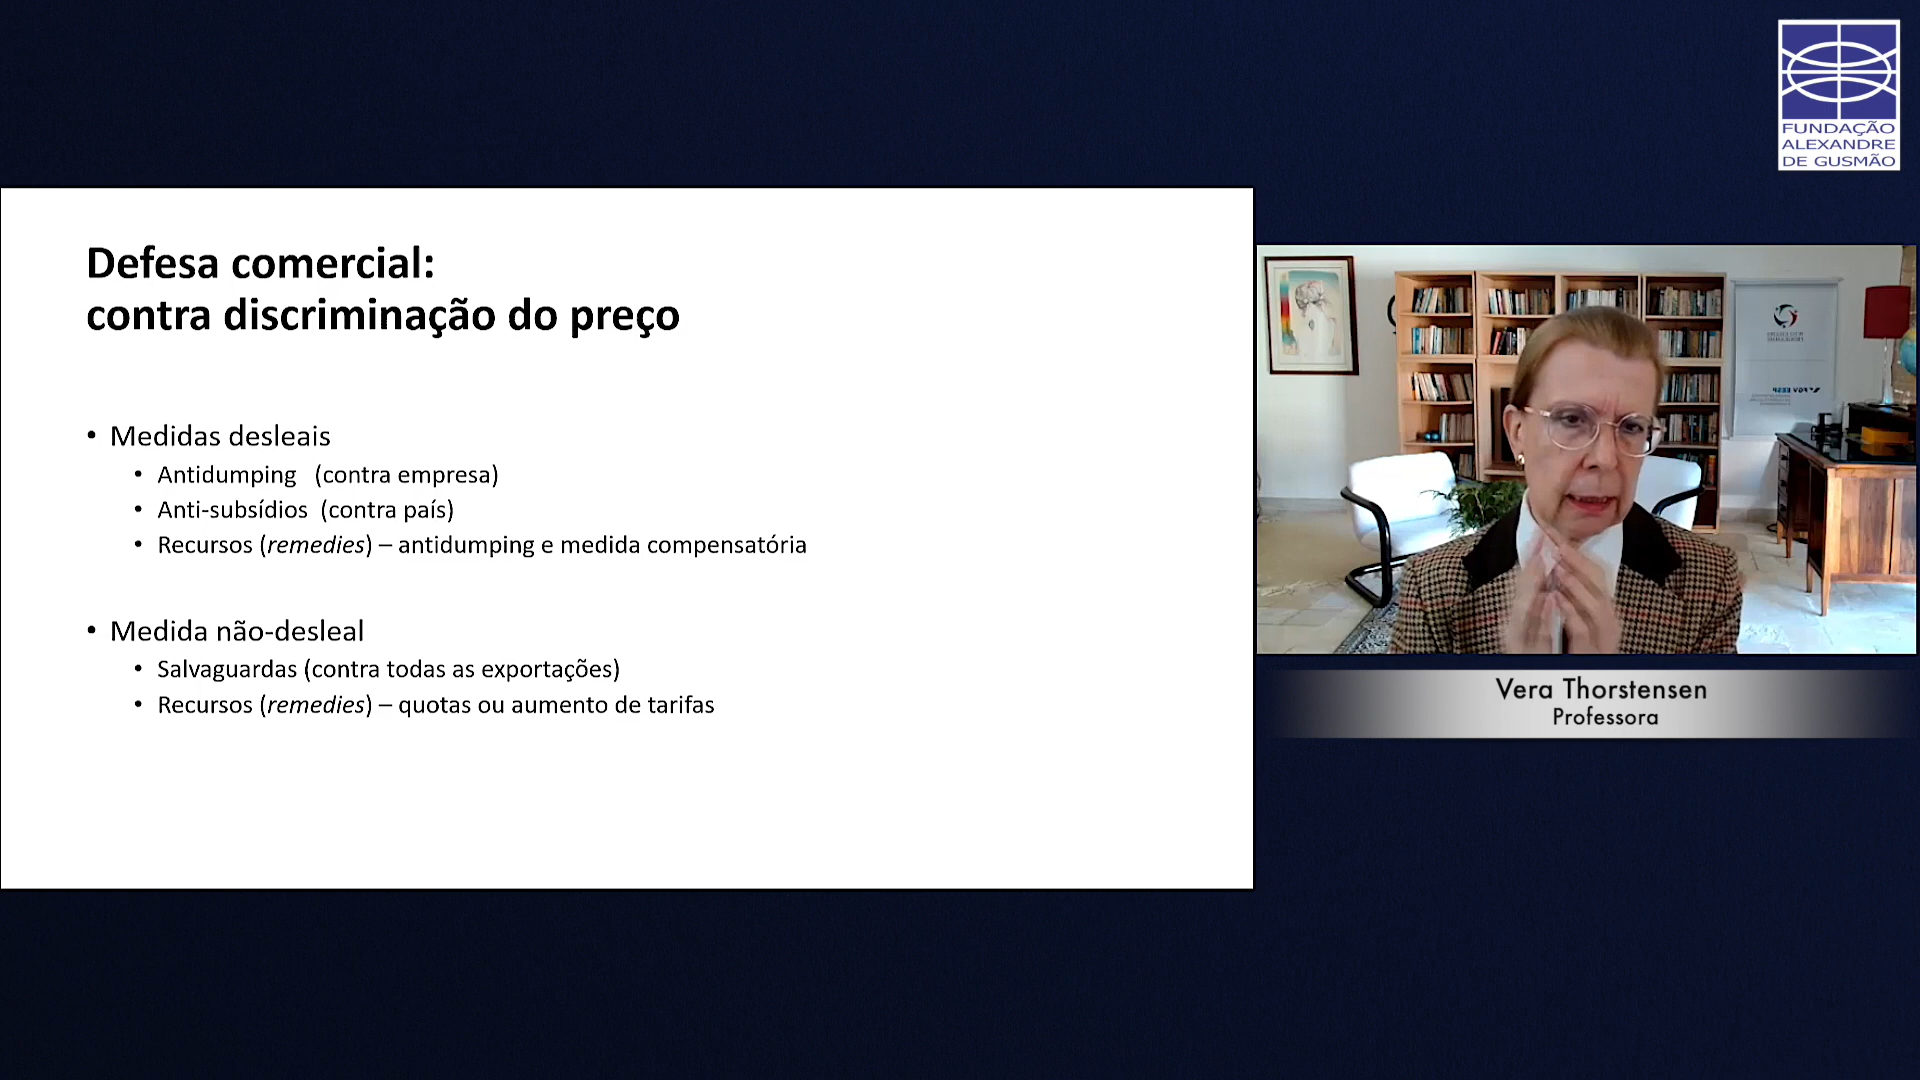 FUNDAÇÃO
ALEXANDRE
DE GUSMÃO
Defesa comercial:
contra discriminação do preço
• Medidas desleais
• Antidumping (contra empresa)
• Anti-subsídios (contra país)
• Recursos (remedies) – antidumping e medida compensatória
• Medida não-desleal
• Salvaguardas (contra todas as exportações)
• Recursos (remedies) – quotas ou aumento de tarifas
FGV EESP
Vera Thorstensen
Professora